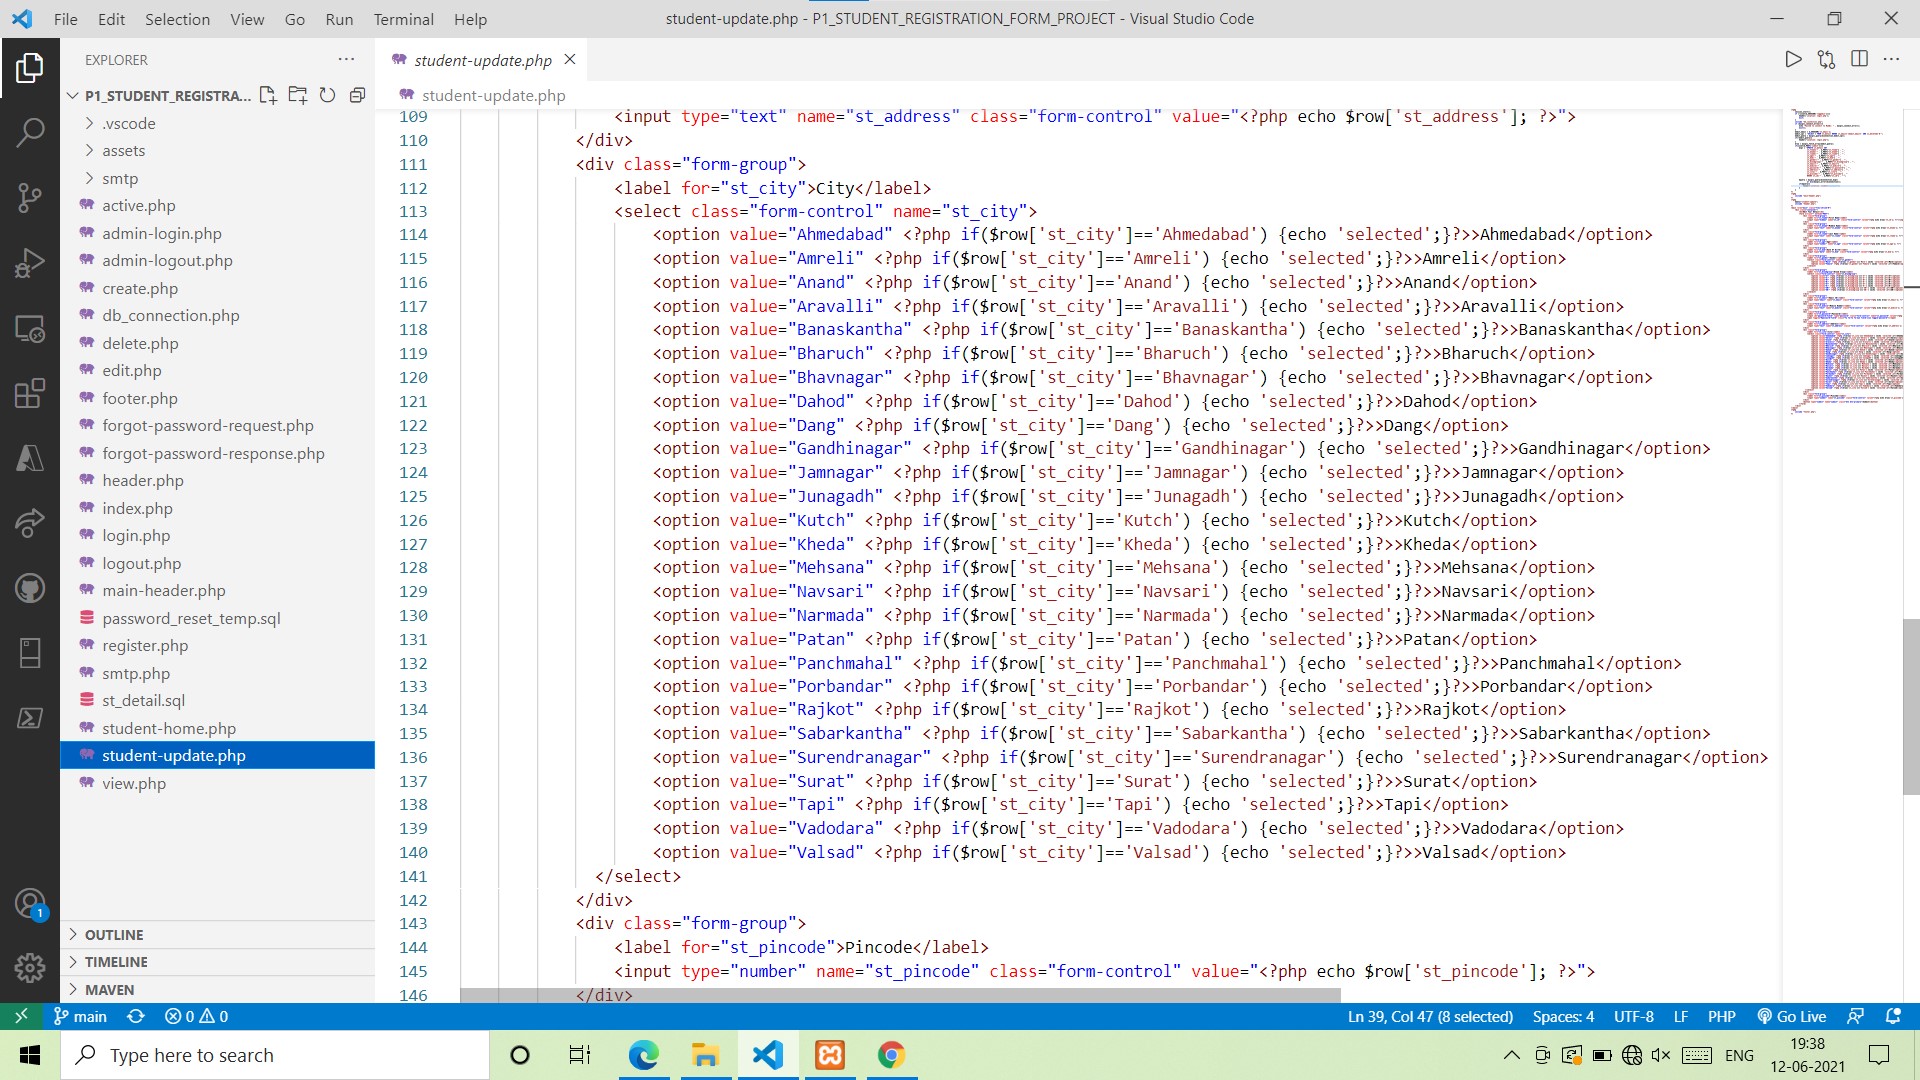 File Edit Selection View Go Run Terminal Help
student-update.php - P1_STUDENT_REGISTRATION_FORM_PROJECT - Visual Studio Code
EXPLORER
P1_STUDENT_REGISTRA...
.vscode
assets
smtp
active.php
admin-login.php
admin-logout.php
create.php
db_connection.php
delete.php
edit.php
footer.php
forgot-password-request.php
forgot-password-response.php
header.php
index.php
login.php
logout.php
main-header.php
password_reset_temp.sql
register.php
smtp.php
st_detail.sql
student-home.php
student-update.php
view.php
OUTLINE
TIMELINE
MAVEN
1
student-update.php
student-update.php
109 <input type="text" name="st_address" class="form-control" value="<?php echo $row['st_address']; ?>">
110 </div>
111 <div class="form-group">
112 <label for="st_city">City</label>
113 <select class="form-control" name="st_city">
114 <option value="Ahmedabad" <?php if($row['st_city']=='Ahmedabad') {echo 'selected';}?>>Ahmedabad</option>
115 <option value="Amreli" <?php if($row['st_city']=='Amreli') {echo 'selected';}?>>Amreli</option>
116 <option value="Anand" <?php if($row['st_city']=='Anand') {echo 'selected';}?>>Anand</option>
117 <option value="Aravalli" <?php if($row['st_city']=='Aravalli') {echo 'selected';}?>>Aravalli</option>
118 <option value="Banaskantha" <?php if($row['st_city']=='Banaskantha') {echo 'selected';}?>>Banaskantha</option>
119 <option value="Bharuch" <?php if($row['st_city']=='Bharuch') {echo 'selected';}?>>Bharuch</option>
120 <option value="Bhavnagar" <?php if($row['st_city']=='Bhavnagar') {echo 'selected';}?>>Bhavnagar</option>
121 <option value="Dahod" <?php if($row['st_city']=='Dahod') {echo 'selected';}?>>Dahod</option>
122 <option value="Dang" <?php if($row['st_city']=='Dang') {echo 'selected';}?>>Dang</option>
123 <option value="Gandhinagar" <?php if($row['st_city']=='Gandhinagar') {echo 'selected';}?>>Gandhinagar</option>
124 <option value="Jamnagar" <?php if($row['st_city']=='Jamnagar') {echo 'selected';}?>>Jamnagar</option>
125 <option value="Junagadh" <?php if($row['st_city']=='Junagadh') {echo 'selected';}?>>Junagadh</option>
126 <option value="Kutch" <?php if($row['st_city']=='Kutch') {echo 'selected';}?>>Kutch</option>
127 <option value="Kheda" <?php if($row['st_city']=='Kheda') {echo 'selected';}?>>Kheda</option>
128 <option value="Mehsana" <?php if($row['st_city']=='Mehsana') {echo 'selected';}?>>Mehsana</option>
129 <option value="Navsari" <?php if($row['st_city']=='Navsari') {echo 'selected';}?>>Navsari</option>
130 <option value="Narmada" <?php if($row['st_city']=='Narmada') {echo 'selected';}?>>Narmada</option>
131 <option value="Patan" <?php if($row['st_city']=='Patan') {echo 'selected';}?>>Patan</option>
132 <option value="Panchmahal" <?php if($row['st_city']=='Panchmahal') {echo 'selected';}?>>Panchmahal</option>
133 <option value="Porbandar" <?php if($row['st_city']=='Porbandar') {echo 'selected';}?>>Porbandar</option>
134 <option value="Rajkot" <?php if($row['st_city']=='Rajkot') {echo 'selected';}?>>Rajkot</option>
135 <option value="Sabarkantha" <?php if($row['st_city']=='Sabarkantha') {echo 'selected';}?>>Sabarkantha</option>
136 <option value="Surendranagar" <?php if($row['st_city']=='Surendranagar') {echo 'selected';}?>>Surendranagar</option>
137 <option value="Surat" <?php if($row['st_city']=='Surat') {echo 'selected';}?>>Surat</option>
138 <option value="Tapi" <?php if($row['st_city']=='Tapi') {echo 'selected';}?>>Tapi</option>
139 <option value="Vadodara" <?php if($row['st_city']=='Vadodara') {echo 'selected';}?>>Vadodara</option>
140 <option value="Valsad" <?php if($row['st_city']=='Valsad') {echo 'selected';}?>>Valsad</option>
141 </select>
142 </div>
143 <div class="form-group">
144 <label for="st_pincode">Pincode</label>
145 <input type="number" name="st_pincode" class="form-control" value="<?php echo $row['st_pincode']; ?>">
146 </div>
main 0 0 Ln 39, Col 47 (8 selected) Spaces: 4 UTF-8 LF PHP Go Live
Type here to search
ENG
19:38
12-06-2021